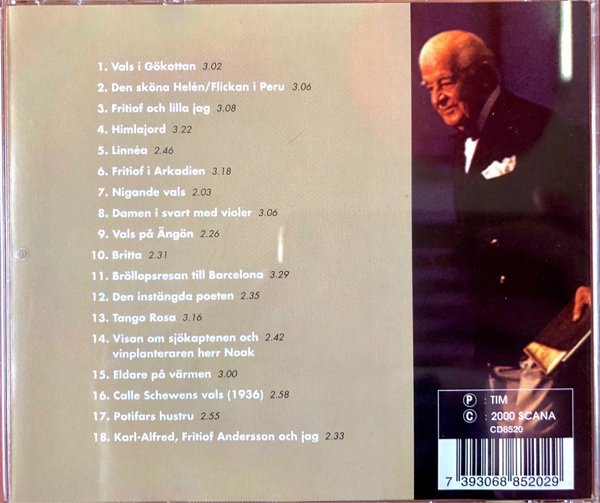 1. Vals i Gökottan 3.02
2. Den sköna Helén/Flickan i Peru 3.06
3. Fritiof och lilla jag 3.08
4. Himlajord 3.22
5. Linnéa 2.46
6. Fritiof i Arkadien 3.18
7. Nigande vals 2.03
8. Damen i svart med violer 3.06
9. Vals på Ängön 2.26
10. Britta 2.31
11. Bröllopsresan till Barcelona 3.29
12. Den instängda poeten 2.35
13. Tango Rosa 3.16
14. Visan om sjökaptenen och 2.42
vinplanteraren herr Noak
15. Eldare på värmen 3.00
16. Calle Schewens vals (1936) 2.58
17. Potifars hustru 2.55
18. Karl-Alfred, Fritiof Andersson och jag 2.33
Ⓟ : TIM
© : 2000 SCANA
CD8520
7 393068 852029